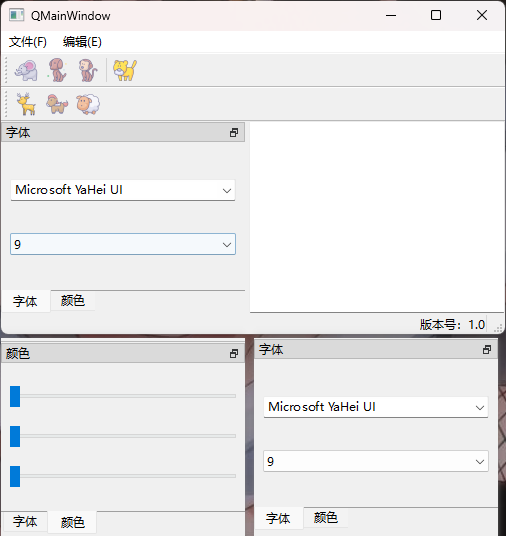 QMainWindow
文件(F) 编辑(E)
字体
Microsoft YaHei UI
9
字体 颜色
版本号：1.0
颜色
字体 颜色
字体
Microsoft YaHei UI
9
字体 颜色